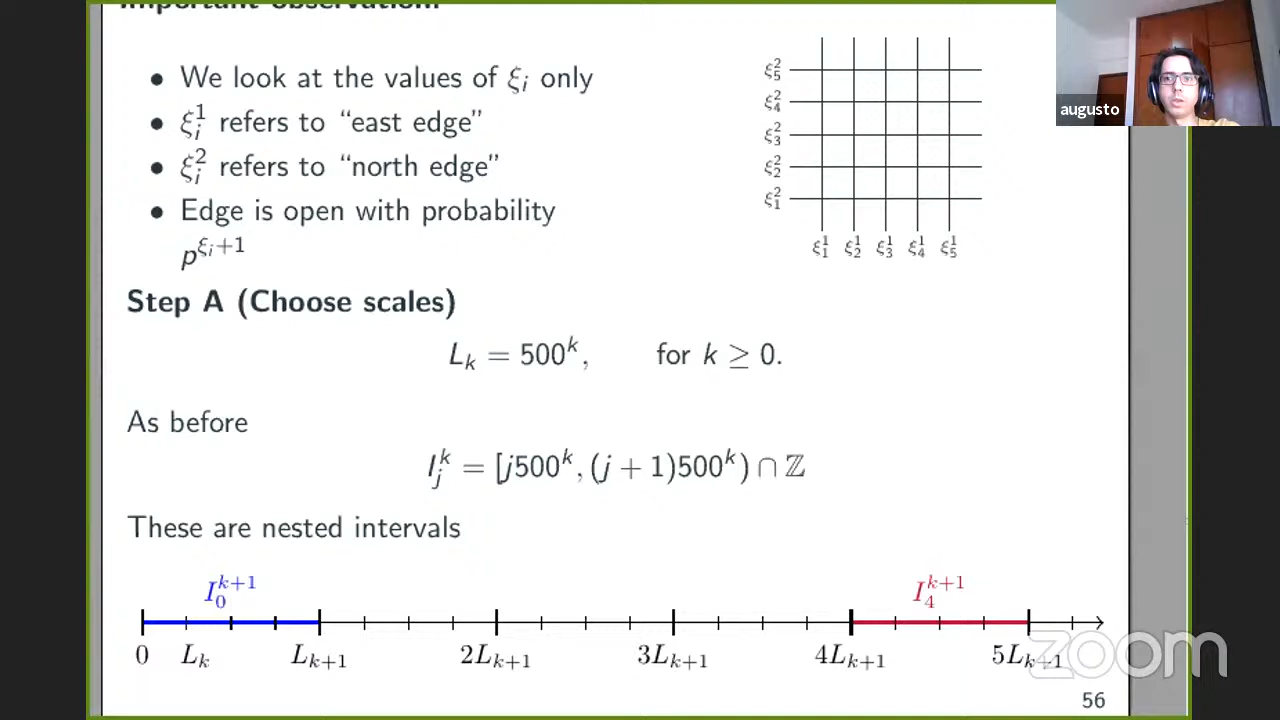 Important observation:
• We look at the values of ξ_i only
• ξ_i^1 refers to “east edge”
• ξ_i^2 refers to “north edge”
• Edge is open with probability
p^{ξ_i+1}
ξ_5^2
ξ_4^2
ξ_3^2
ξ_2^2
ξ_1^2
ξ_1^1 ξ_2^1 ξ_3^1 ξ_4^1 ξ_5^1
augusto
Step A (Choose scales)
L_k = 500^k, for k ≥ 0.
As before
I_j^k = [j500^k, (j + 1)500^k) ∩ ℤ
These are nested intervals
I_0^{k+1} I_4^{k+1}
0 L_k L_{k+1} 2L_{k+1} 3L_{k+1} 4L_{k+1} 5L_{k+1}
zoom
56